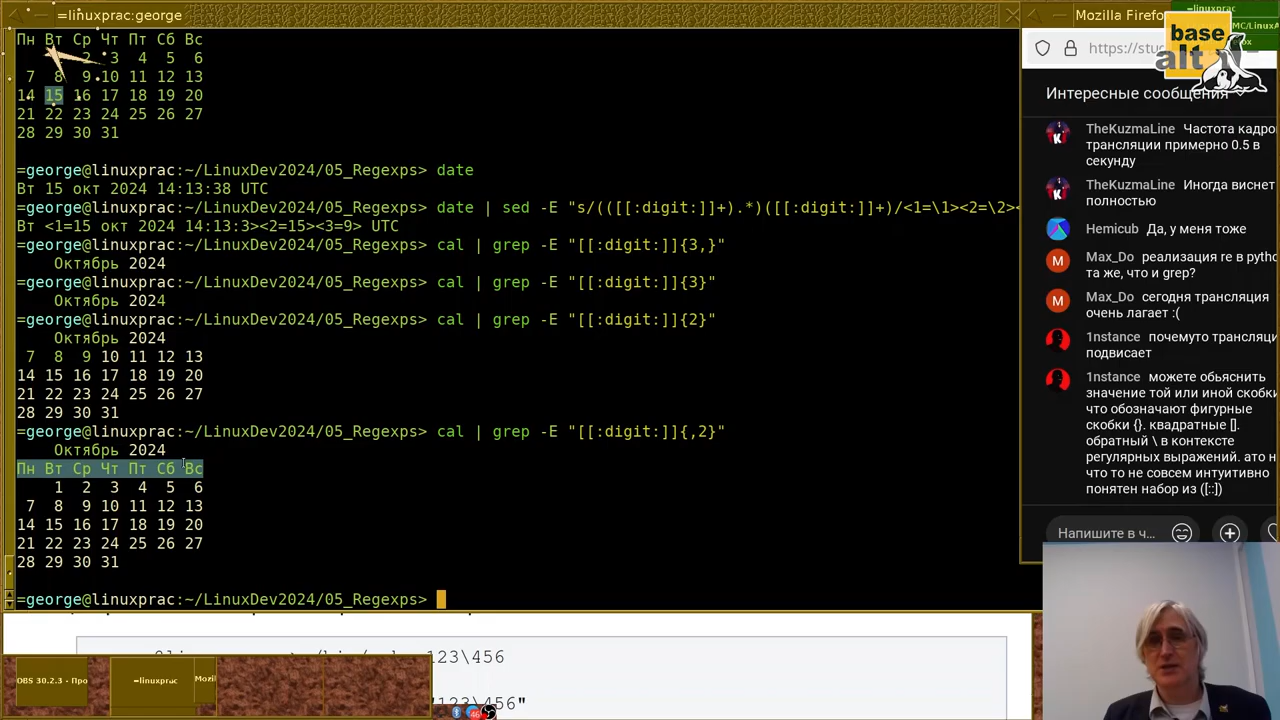 =linuxprac:george
Mozilla Firefo
=linuxprac
base
alt
https://stu
Пн Вт Ср Чт Пт Сб Вс
2 3 4 5 6
7 8 9 10 11 12 13
14 15 16 17 18 19 20
21 22 23 24 25 26 27
28 29 30 31
=george@linuxprac:~/LinuxDev2024/05_Regexps> date
Вт 15 окт 2024 14:13:38 UTC
=george@linuxprac:~/LinuxDev2024/05_Regexps> date | sed -E "s/(([[:digit:]]+).*)([[:digit:]]+)/<1=\1><2=\2><
Вт <1=15 окт 2024 14:13:3><2=15><3=9> UTC
=george@linuxprac:~/LinuxDev2024/05_Regexps> cal | grep -E "[[:digit:]]{3,}"
Октябрь 2024
=george@linuxprac:~/LinuxDev2024/05_Regexps> cal | grep -E "[[:digit:]]{3}"
Октябрь 2024
=george@linuxprac:~/LinuxDev2024/05_Regexps> cal | grep -E "[[:digit:]]{2}"
Октябрь 2024
7 8 9 10 11 12 13
14 15 16 17 18 19 20
21 22 23 24 25 26 27
28 29 30 31
=george@linuxprac:~/LinuxDev2024/05_Regexps> cal | grep -E "[[:digit:]]{,2}"
Октябрь 2024
Пн Вт Ср Чт Пт Сб Вс
1 2 3 4 5 6
7 8 9 10 11 12 13
14 15 16 17 18 19 20
21 22 23 24 25 26 27
28 29 30 31
=george@linuxprac:~/LinuxDev2024/05_Regexps>
Интересные сообщения
TheKuzmaLine Частота кадро
трансляции примерно 0.5 в
секунду
TheKuzmaLine Иногда виснет
полностью
Hemicub Да, у меня тоже
Max_Do реализация re в pytho
та же, что и grep?
Max_Do сегодня трансляция
очень лагает :(
1nstance почемуто трансляци
подвисает
1nstance можете обьяснить
значение той или иной скобки
что обозначают фигурные
скобки {}. квадратные [].
обратный \ в контексте
регулярных выражений. ато н
что то не совсем интуитивно
понятен набор из ([::])
Напишите в ч...
123\456
123\456"
OBS 30.2.3 - Про
=linuxprac
Mozil
46